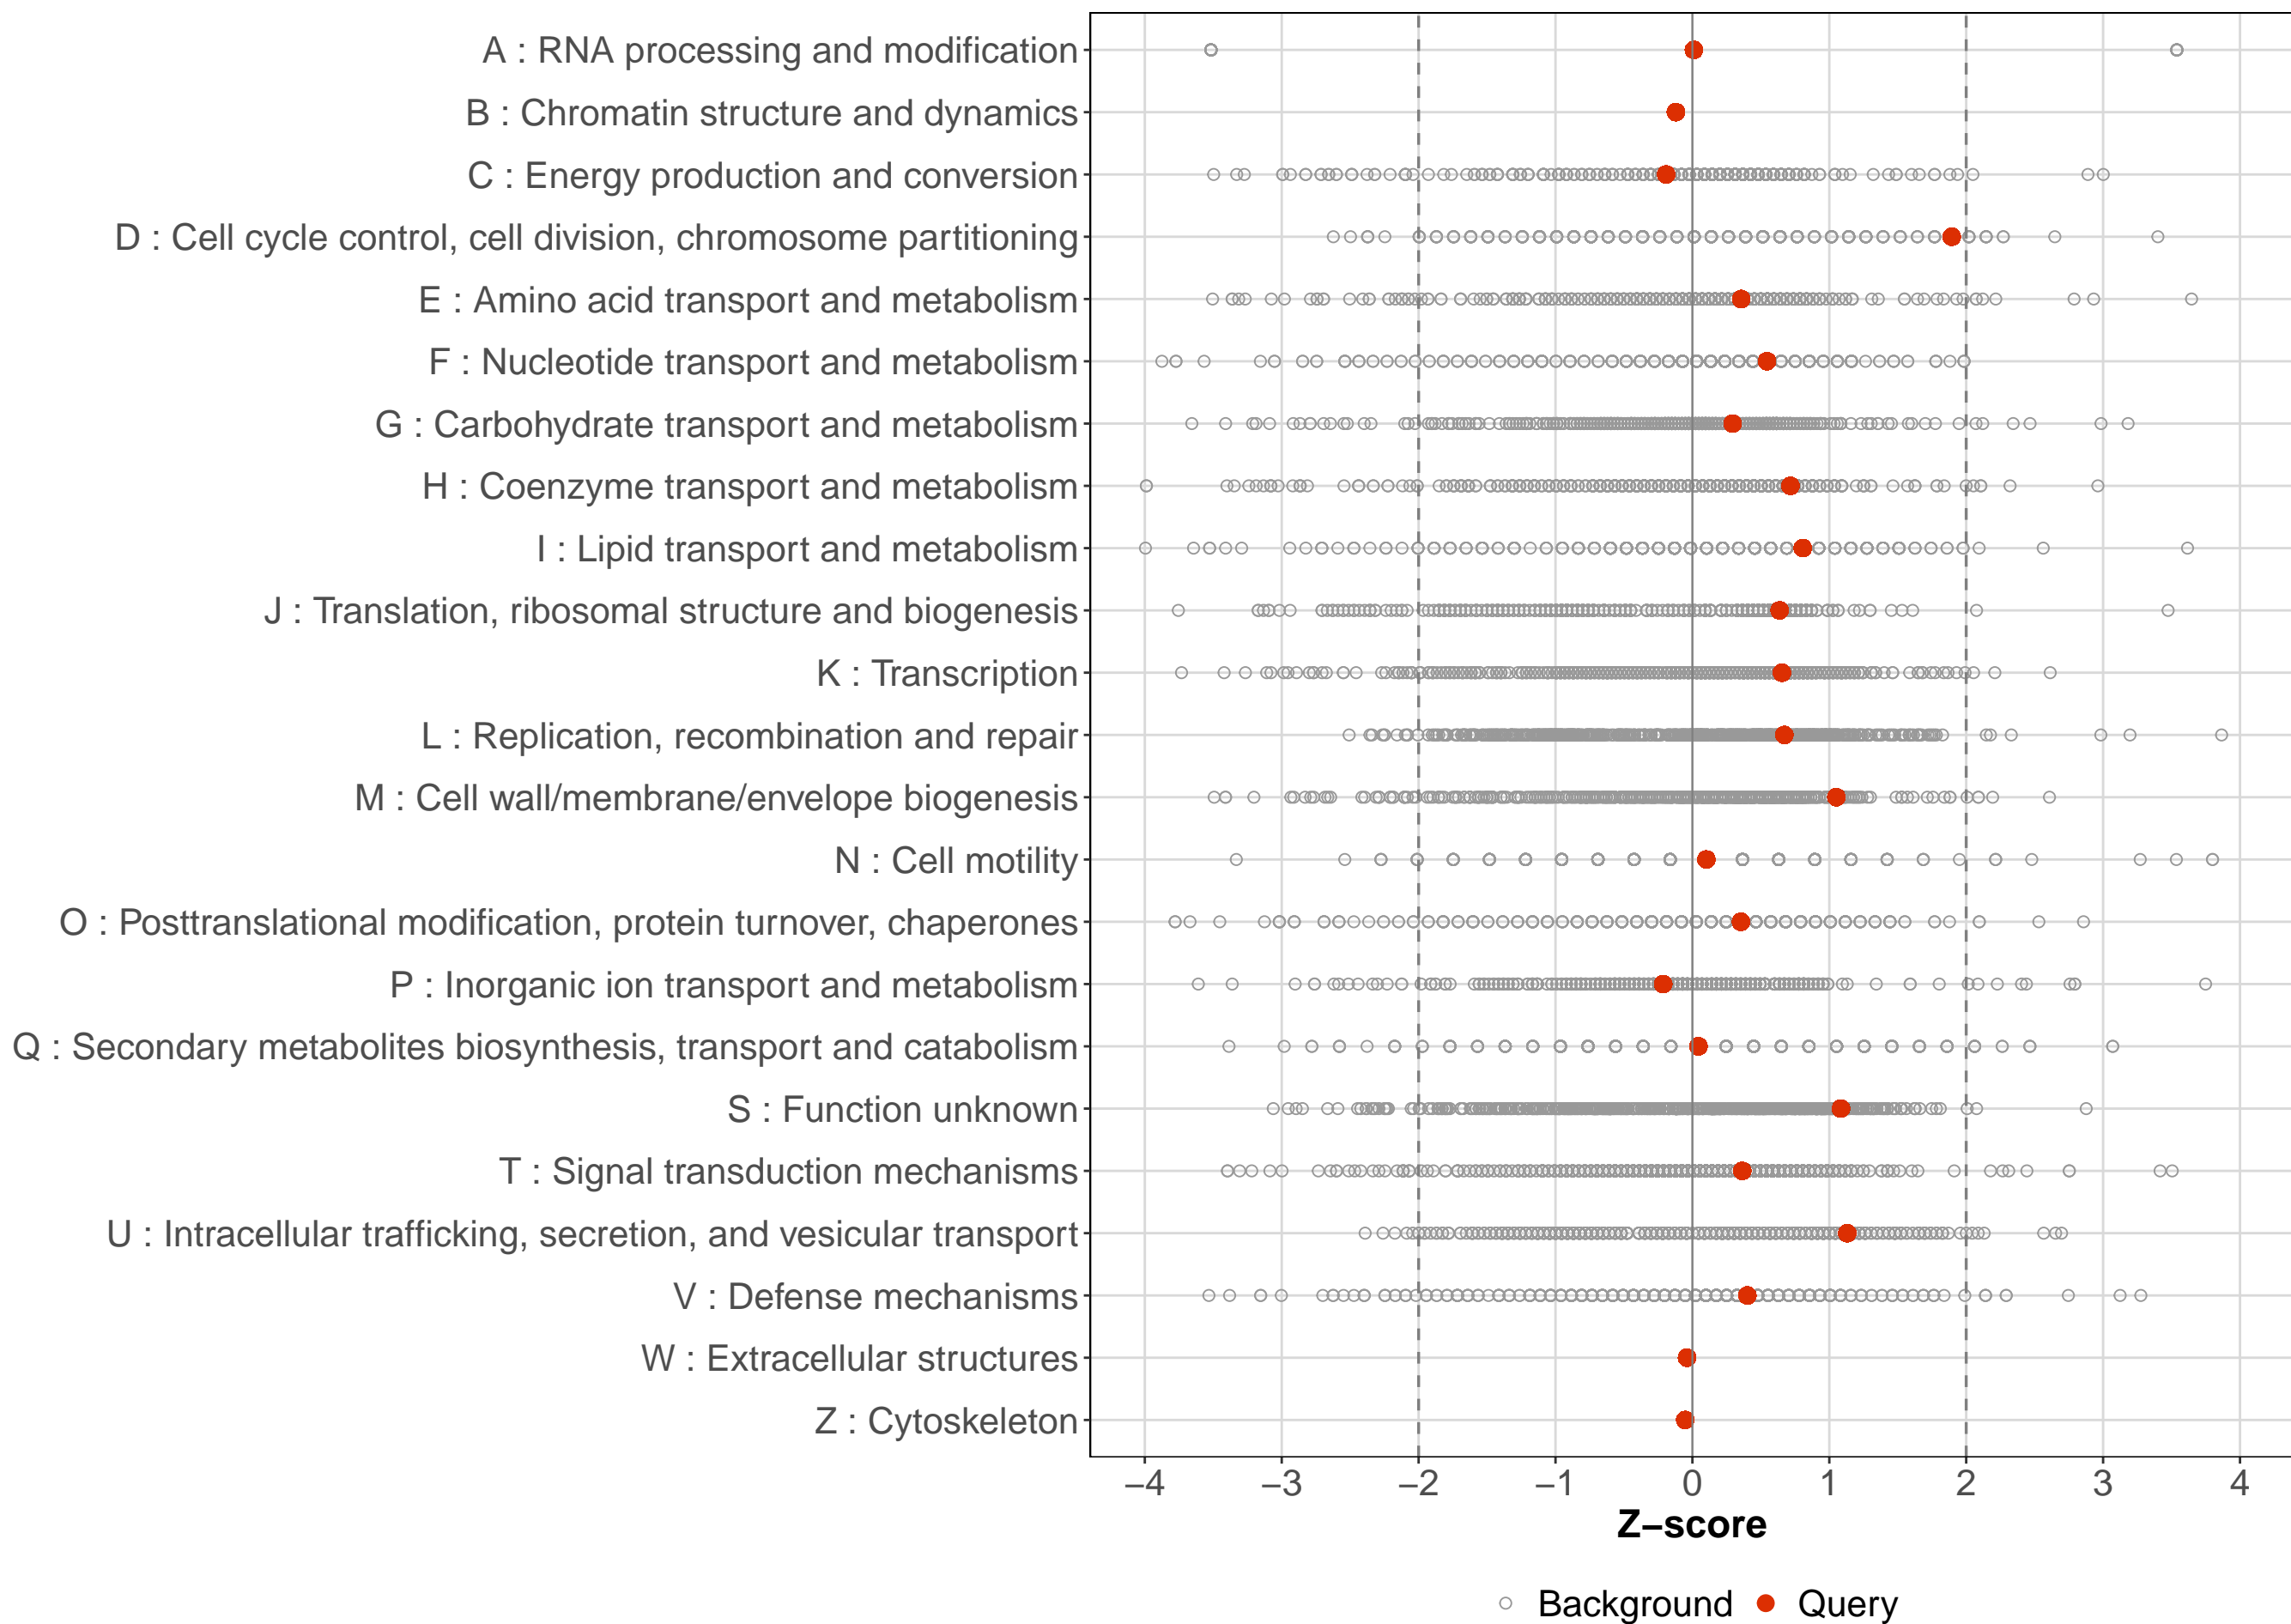 A : RNA processing and modification
B : Chromatin structure and dynamics
C : Energy production and conversion
D : Cell cycle control, cell division, chromosome partitioning
E : Amino acid transport and metabolism
F : Nucleotide transport and metabolism
G : Carbohydrate transport and metabolism
H : Coenzyme transport and metabolism
I : Lipid transport and metabolism
J : Translation, ribosomal structure and biogenesis
K : Transcription
L : Replication, recombination and repair
M : Cell wall/membrane/envelope biogenesis
N : Cell motility
O : Posttranslational modification, protein turnover, chaperones
P : Inorganic ion transport and metabolism
Q : Secondary metabolites biosynthesis, transport and catabolism
S : Function unknown
T : Signal transduction mechanisms
U : Intracellular trafficking, secretion, and vesicular transport
V : Defense mechanisms
W : Extracellular structures
Z : Cytoskeleton
−4 −3 −2 −1 0 1 2 3 4
Z−score
Background Query